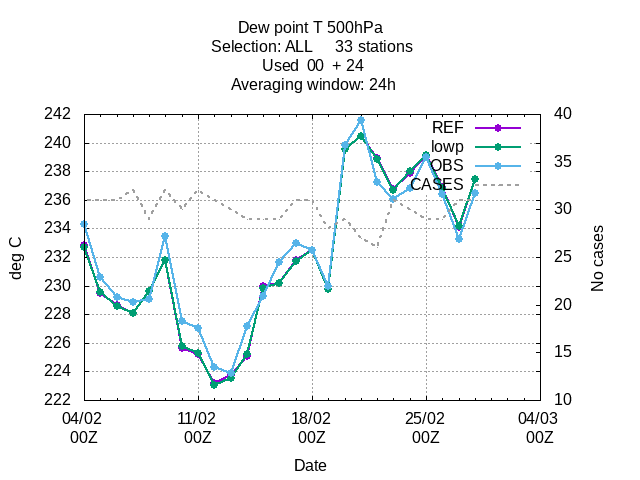 Dew point T 500hPa
Selection: ALL 33 stations
Used 00 + 24
Averaging window: 24h
242
240
238
236
234
232
230
228
226
224
222
40
35
30
25
20
15
10
REF
lowp
OBS
CASES
deg C
No cases
04/02 11/02 18/02 25/02 04/03
00Z 00Z 00Z 00Z 00Z
Date